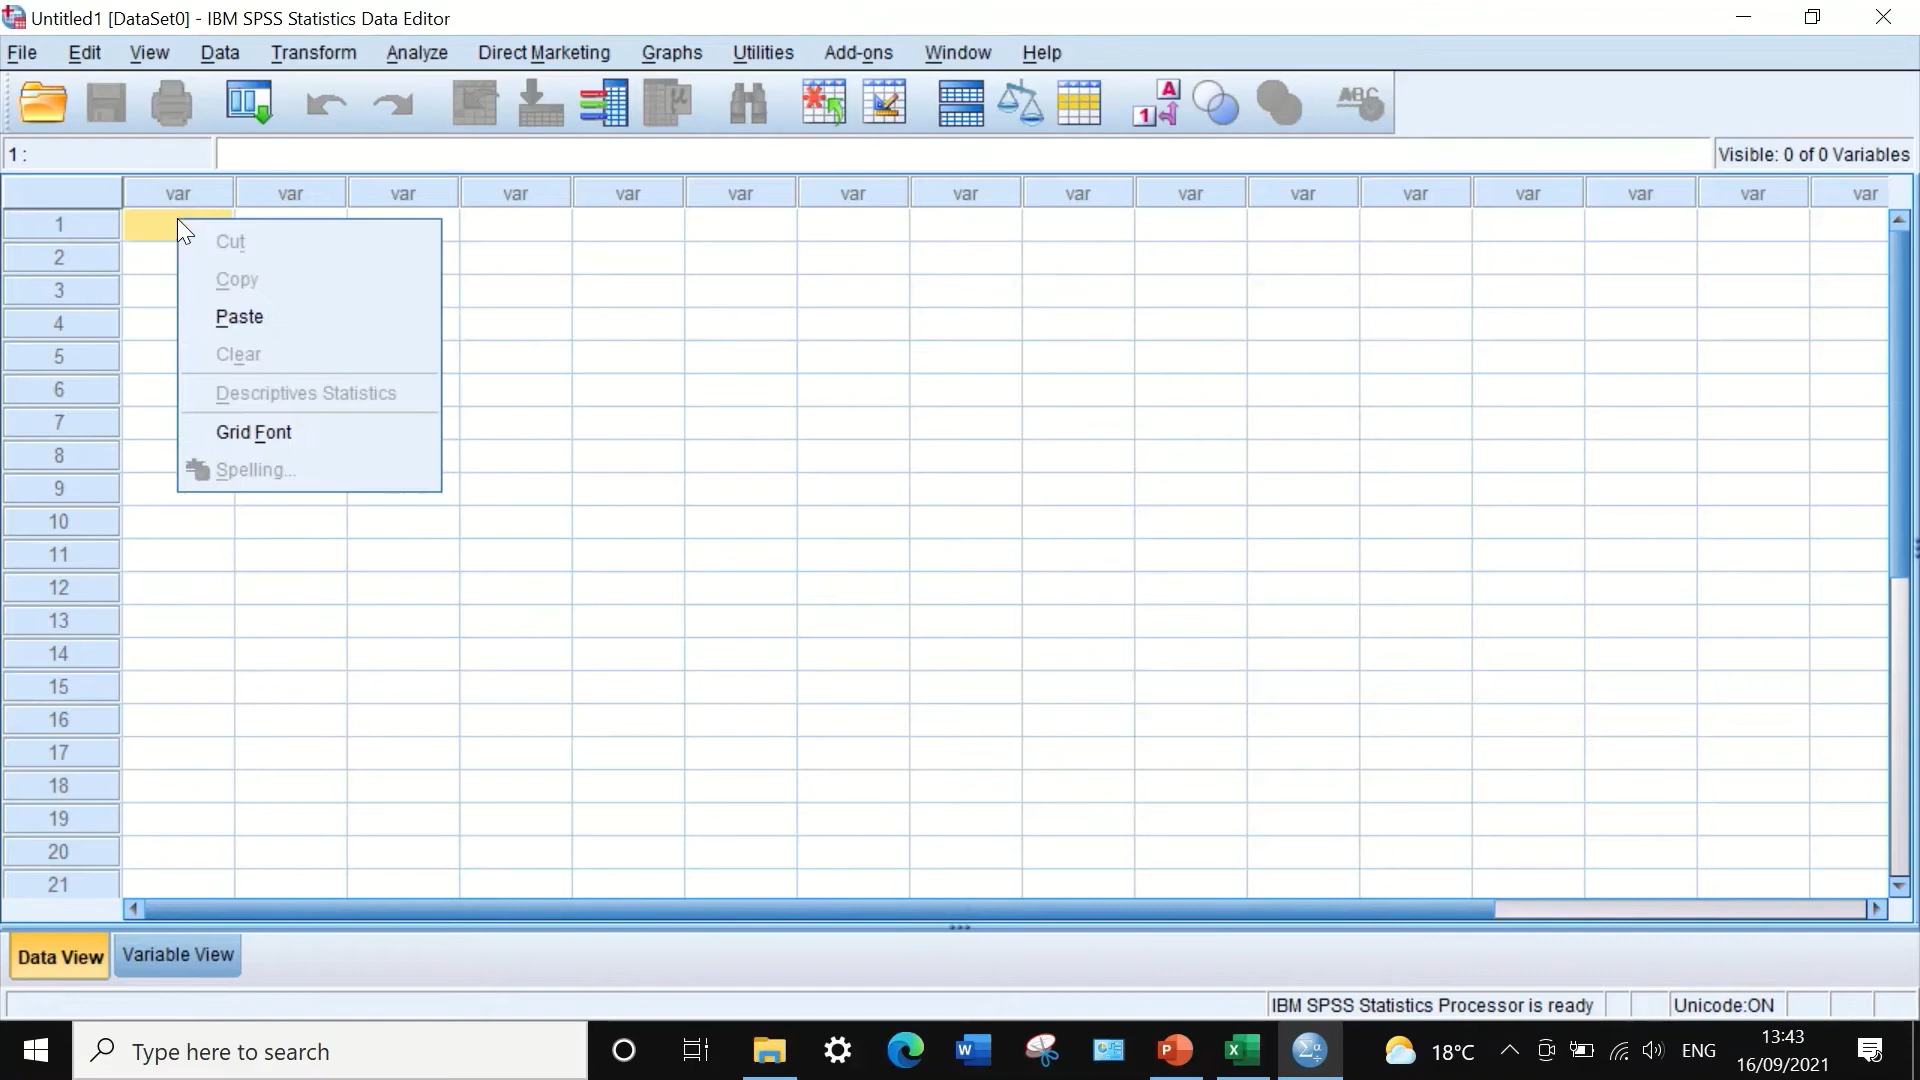 Untitled1 [DataSet0] - IBM SPSS Statistics Data Editor
File Edit View Data Transform Analyze Direct Marketing Graphs Utilities Add-ons Window Help
A
1
ABC
1 :
Visible: 0 of 0 Variables
var var var var var var var var var var var var var var var var
1
2
3
4
5
6
7
8
9
10
11
12
13
14
15
16
17
18
19
20
21
Cut
Copy
Paste
Clear
Descriptives Statistics
Grid Font
Spelling...
Data View Variable View
IBM SPSS Statistics Processor is ready Unicode:ON
Type here to search
18°C ENG
13:43
16/09/2021